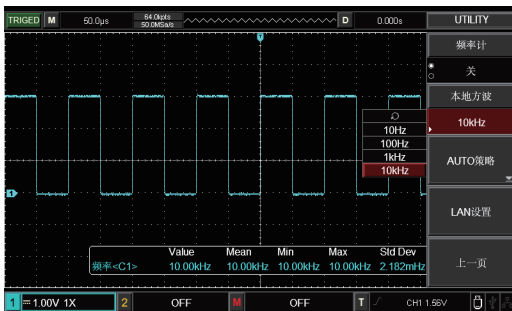 TRIGED M 50.0μs 64.0kpts D 0.000s UTILITY
50.0MSa/s
T
频率计
关
本地方波
10kHz
10Hz
100Hz
1kHz
10kHz
AUTO策略
1
LAN设置
Value Mean Min Max Std Dev
频率<C1> 10.00kHz 10.00kHz 10.00kHz 10.00kHz 2.182mHz
上一页
1 1.00V 1X 2 OFF M OFF T CH1 1.56V